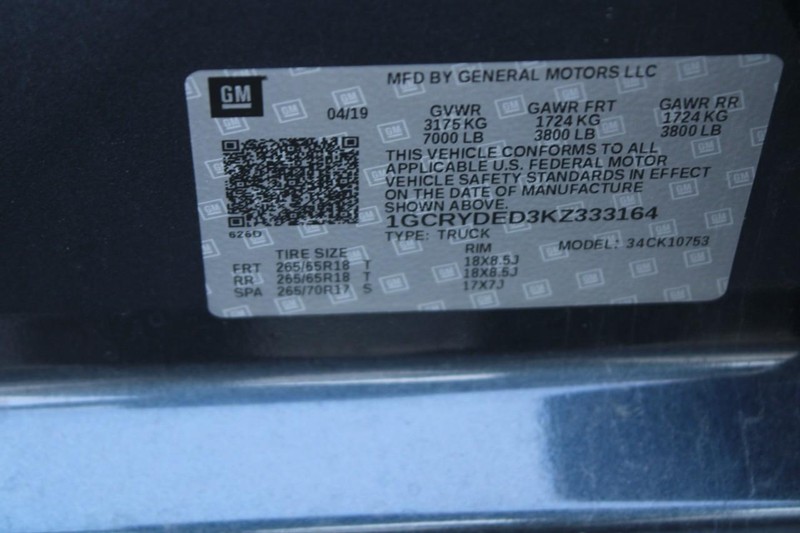 MFD BY GENERAL MOTORS LLC
GM
04/19
GVWR GAWR FRT GAWR RR
3175 KG 1724 KG 1724 KG
7000 LB 3800 LB 3800 LB
THIS VEHICLE CONFORMS TO ALL
APPLICABLE U.S. FEDERAL MOTOR
VEHICLE SAFETY STANDARDS IN EFFECT
ON THE DATE OF MANUFACTURE
SHOWN ABOVE.
1GCRYDED3KZ333164
626D
TYPE: TRUCK MODEL: 34CK10753
TIRE SIZE RIM
FRT 265/65R18 T 18X8.5J
RR 265/65R18 T 18X8.5J
SPA 265/70R17 S 17X7J